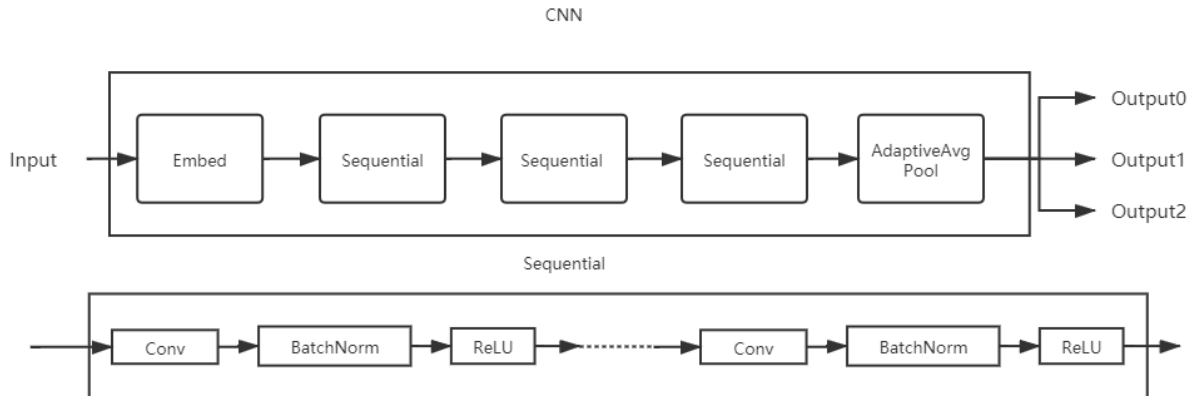 CNN
Input
Embed
Sequential
Sequential
Sequential
AdaptiveAvg
Pool
Output0
Output1
Output2
Sequential
Conv
BatchNorm
ReLU
Conv
BatchNorm
ReLU